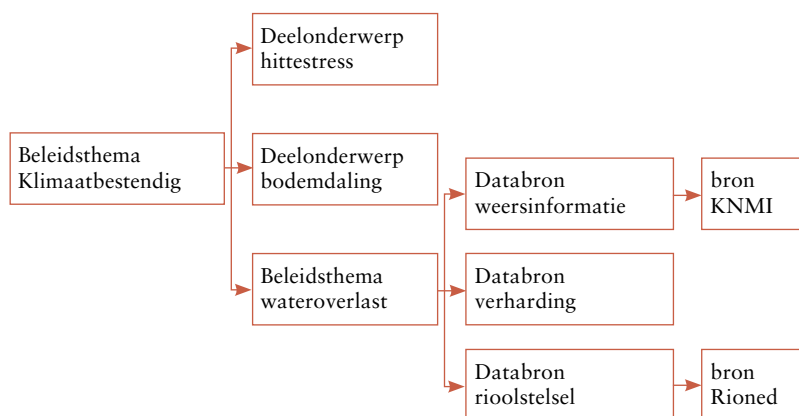 Deelonderwerp
hittestress
Beleidsthema
Klimaatbestendig
Deelonderwerp
bodemdaling
Databron
weersinformatie
bron
KNMI
Beleidsthema
wateroverlast
Databron
verharding
Databron
rioolstelsel
bron
Rioned